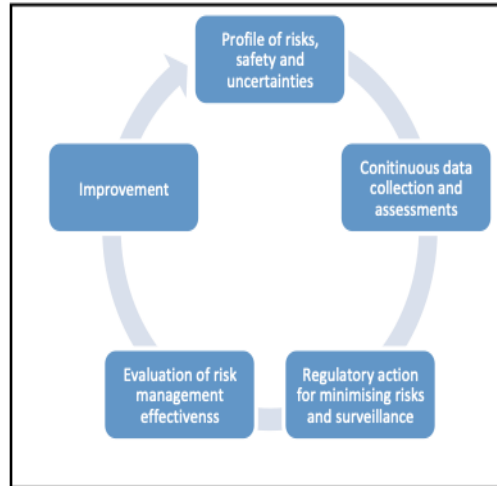 Profile of risks,
safety and
uncertainties
Conitinuous data
collection and
assessments
Regulatory action
for minimising risks
and surveillance
Evaluation of risk
management
effectivenss
Improvement